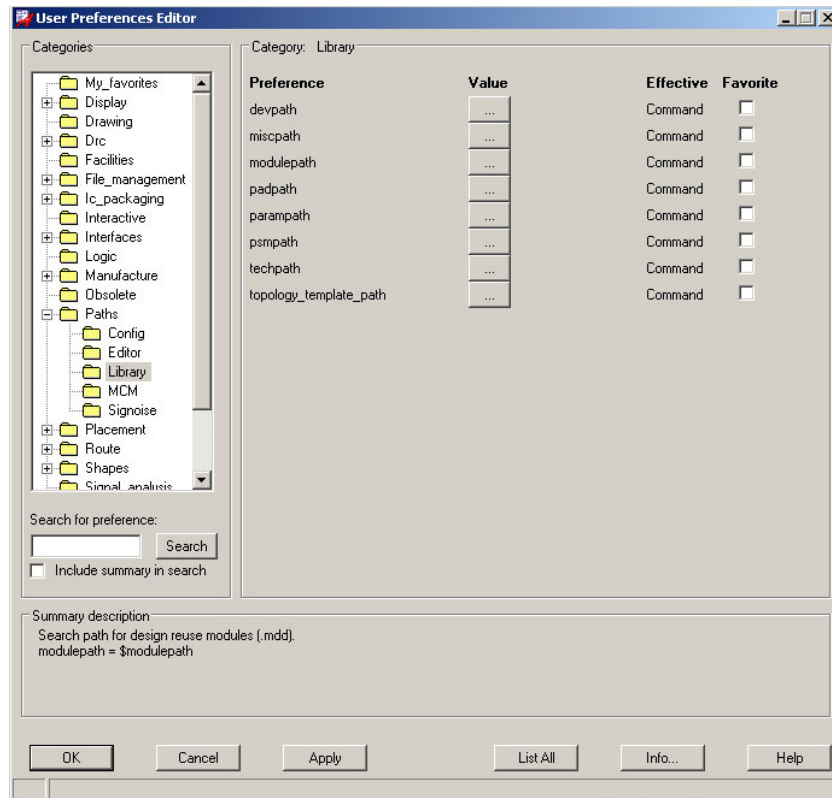 User Preferences Editor
Categories
My_favorites
Display
Drawing
Drc
Facilities
File_management
Ic_packaging
Interactive
Interfaces
Logic
Manufacture
Obsolete
Paths
Config
Editor
Library
MCM
Signoise
Placement
Route
Shapes
Signal_analysis
Search for preference:
Search
Include summary in search
Category: Library
Preference Value Effective Favorite
devpath ... Command
miscpath ... Command
modulepath ... Command
padpath ... Command
parampath ... Command
psmpath ... Command
techpath ... Command
topology_template_path ... Command
Summary description
Search path for design reuse modules (.mdd).
modulepath = $modulepath
OK Cancel Apply List All Info... Help